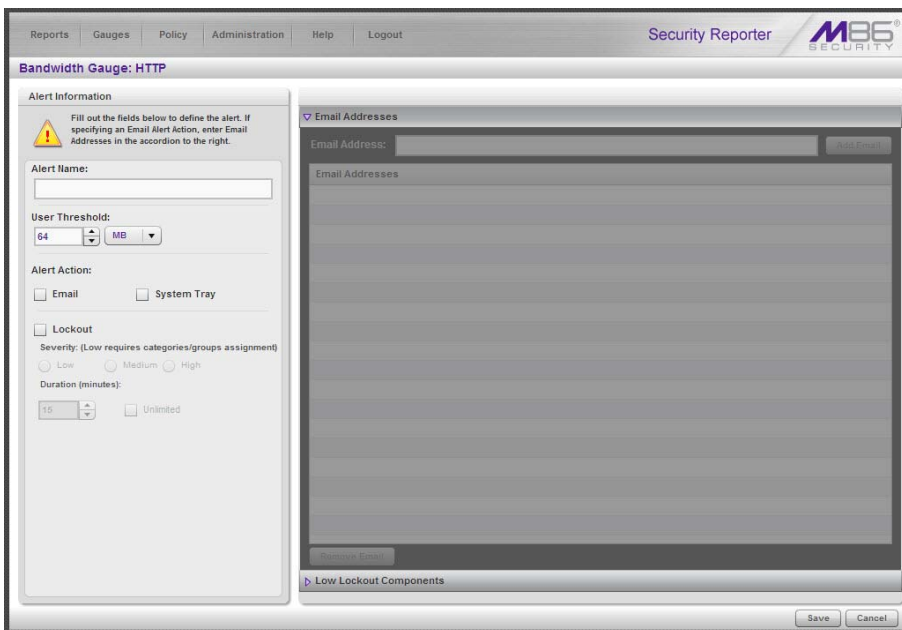 Reports Gauges Policy Administration Help Logout
Security Reporter
M86®
SECURITY
Bandwidth Gauge: HTTP
Alert Information
Fill out the fields below to define the alert. If
specifying an Email Alert Action, enter Email
Addresses in the accordion to the right.
Alert Name:
User Threshold:
64 MB
Alert Action:
Email System Tray
Lockout
Severity: (Low requires categories/groups assignment)
Low Medium High
Duration (minutes):
15 Unlimited
Email Addresses
Email Address: Add Email
Email Addresses
Remove Email
Low Lockout Components
Save Cancel